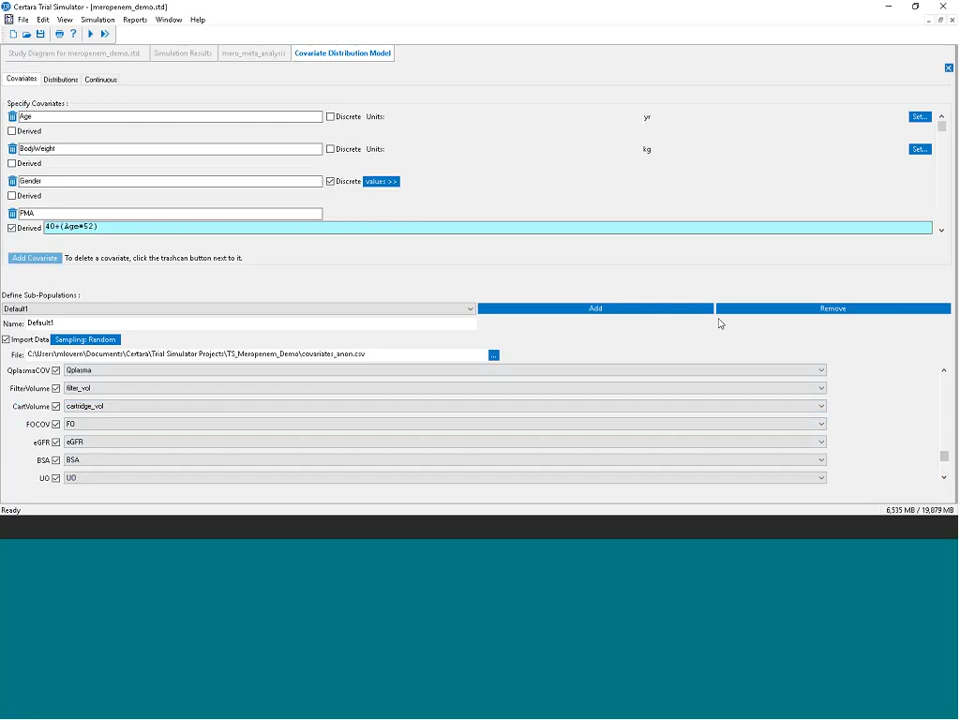 Certara Trial Simulator - [meropenem_demo.std]
File Edit View Simulation Reports Window Help
Study Diagram for meropenem_demo.std Simulation Results mero_meta_analysis Covariate Distribution Model
Covariates Distributions Continuous
Specify Covariates :
Age Discrete Units: yr Set...
Derived
BodyWeight Discrete Units: kg Set...
Derived
Gender Discrete values >>
Derived
PMA
Derived 40+(Age*52)
Add Covariate To delete a covariate, click the trashcan button next to it.
Define Sub-Populations :
Default1 Add Remove
Name: Default1
Import Data Sampling: Random
File: C:\Users\mlovern\Documents\Certara\Trial Simulator Projects\TS_Meropenem_Demo\covariates_anon.csv ...
QplasmaCOV Qplasma
FilterVolume filter_vol
CartVolume cartridge_vol
FOCOV FO
eGFR eGFR
BSA BSA
UO UO
Ready 6,535 MB / 19,879 MB